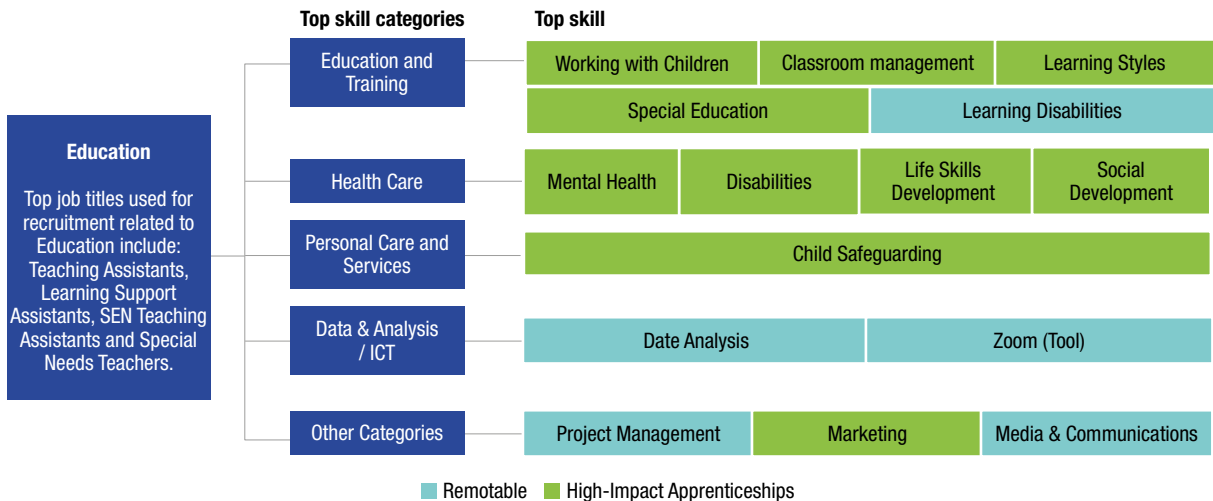 Top skill categories
Top skill
Education
Top job titles used for
recruitment related to
Education include:
Teaching Assistants,
Learning Support
Assistants, SEN Teaching
Assistants and Special
Needs Teachers.
Education and
Training
Working with Children
Classroom management
Learning Styles
Special Education
Learning Disabilities
Health Care
Mental Health
Disabilities
Life Skills
Development
Social
Development
Personal Care and
Services
Child Safeguarding
Data & Analysis
/ ICT
Date Analysis
Zoom (Tool)
Other Categories
Project Management
Marketing
Media & Communications
Remotable
High-Impact Apprenticeships